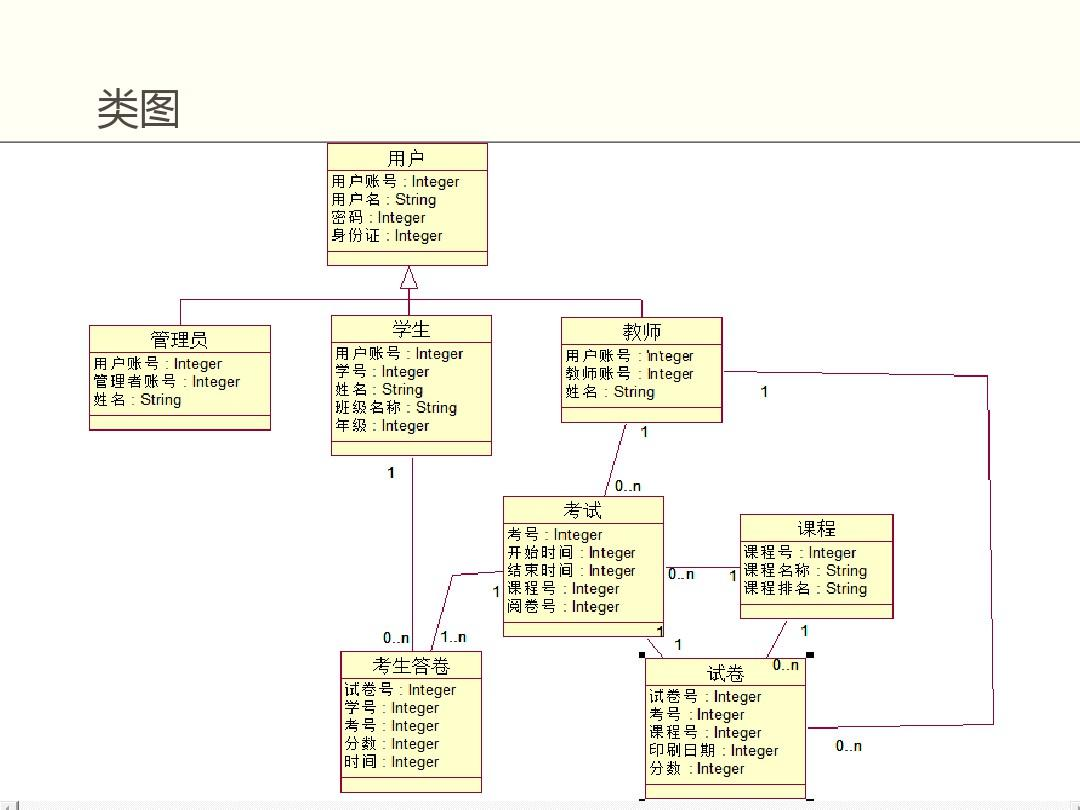 类图
用户
用户账号 : Integer
用户名 : String
密码 : Integer
身份证 : Integer
管理员
用户账号 : Integer
管理者账号 : Integer
姓名 : String
学生
用户账号 : Integer
学号 : Integer
姓名 : String
班级名称 : String
年级 : Integer
教师
用户账号 : Integer
教师账号 : Integer
姓名 : String
1
1
1
0..n
考试
考号 : Integer
开始时间 : Integer
结束时间 : Integer
课程号 : Integer
阅卷号 : Integer
课程
课程号 : Integer
课程名称 : String
课程排名 : String
0..n
1
1
0..n
1..n
1
1
1
0..n
考生答卷
试卷号 : Integer
学号 : Integer
考号 : Integer
分数 : Integer
时间 : Integer
试卷
试卷号 : Integer
考号 : Integer
课程号 : Integer
印刷日期 : Integer
分数 : Integer
0..n